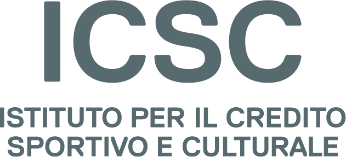 ICSC
ISTITUTO PER IL CREDITO
SPORTIVO E CULTURALE